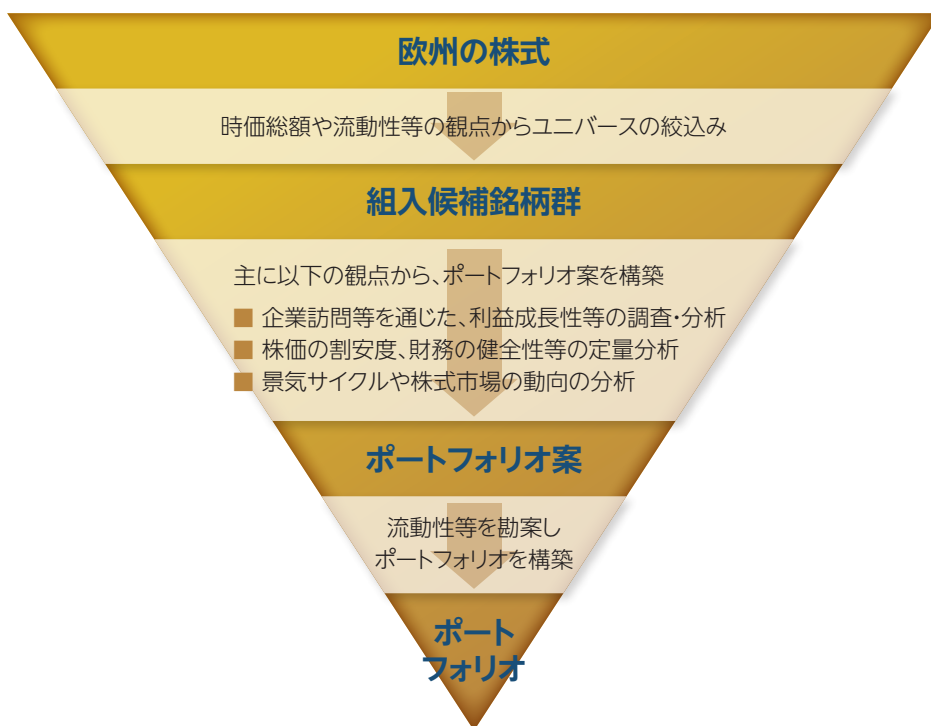 欧州の株式
時価総額や流動性等の観点からユニバースの絞込み
組入候補銘柄群
主に以下の観点から、ポートフォリオ案を構築
■ 企業訪問等を通じた、利益成長性等の調査・分析
■ 株価の割安度、財務の健全性等の定量分析
■ 景気サイクルや株式市場の動向の分析
ポートフォリオ案
流動性等を勘案し
ポートフォリオを構築
ポート
フォリオ